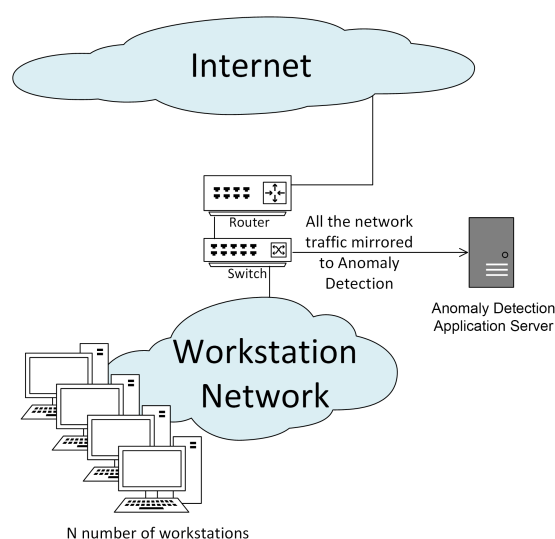 Internet
Router
All the network
traffic mirrored
to Anomaly
Detection
Switch
Anomaly Detection
Application Server
Workstation
Network
N number of workstations